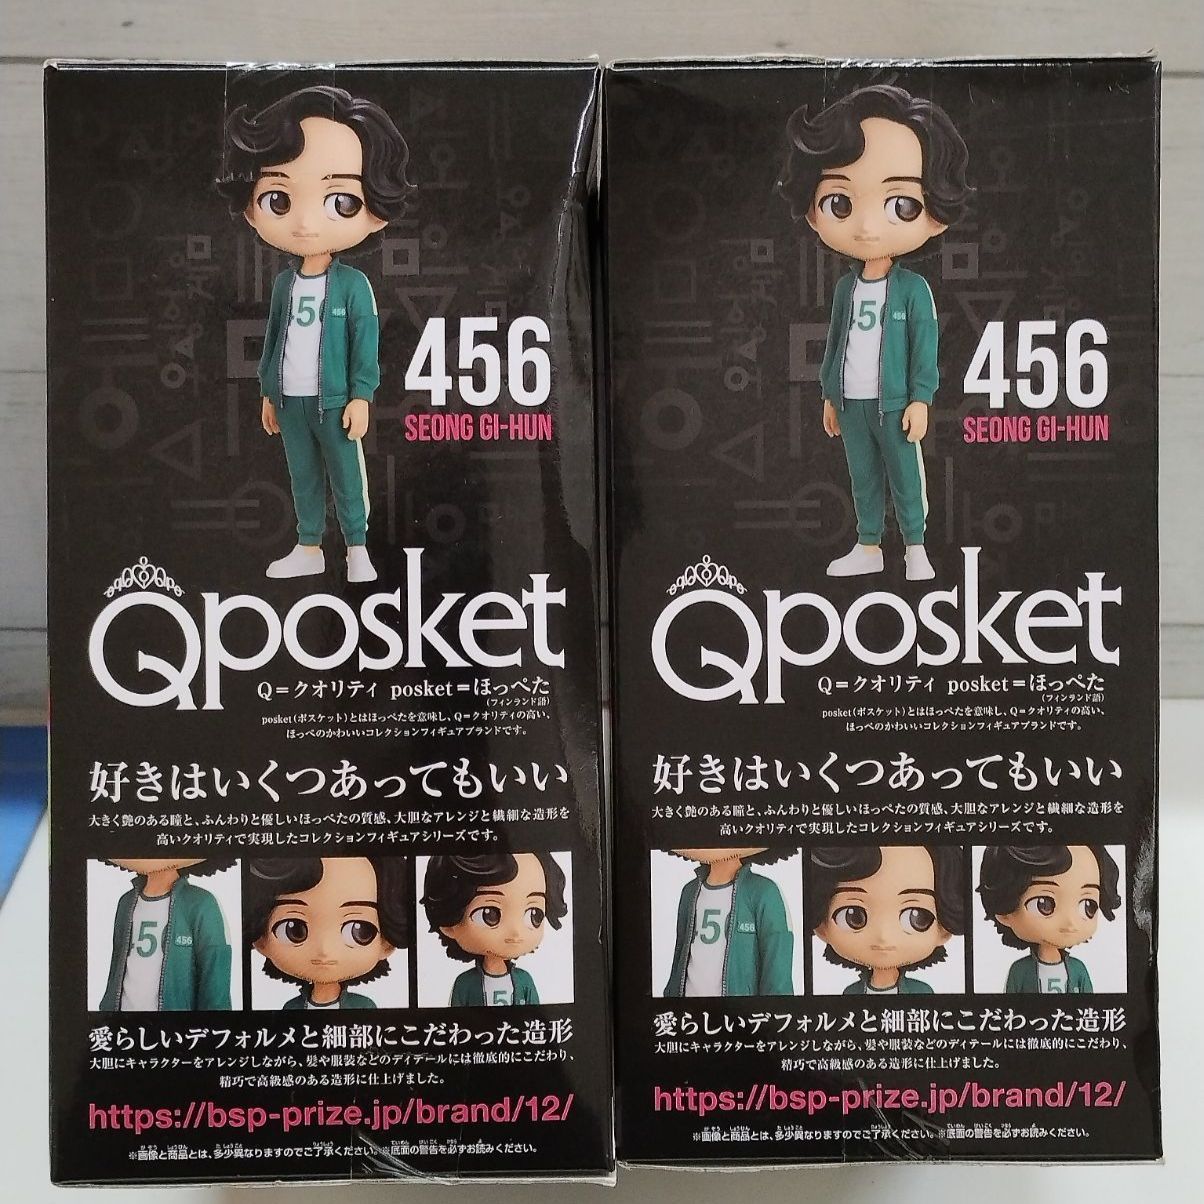 456
SEONG GI-HUN
Qposket
Q=クオリティ posket=ほっぺた
(フィンランド語)
posket(ポスケット)とはほっぺたを意味し、Q=クオリティの高い、
ほっぺのかわいいコレクションフィギュアブランドです。
好きはいくつあってもいい
大きく艶のある瞳と、ふんわりと優しいほっぺたの質感、大胆なアレンジと繊細な造形を
高いクオリティで実現したコレクションフィギュアシリーズです。
愛らしいデフォルメと細部にこだわった造形
大胆にキャラクターをアレンジしながら、髪や服装などのディテールには徹底的にこだわり、
精巧で高級感のある造形に仕上げました。
https://bsp-prize.jp/brand/12/
※画像と商品とは、多少異なりますのでご了承ください。※底面の警告を必ずお読みください。
456
SEONG GI-HUN
Qposket
Q=クオリティ posket=ほっぺた
(フィンランド語)
posket(ポスケット)とはほっぺたを意味し、Q=クオリティの高い、
ほっぺのかわいいコレクションフィギュアブランドです。
好きはいくつあってもいい
大きく艶のある瞳と、ふんわりと優しいほっぺたの質感、大胆なアレンジと繊細な造形を
高いクオリティで実現したコレクションフィギュアシリーズです。
愛らしいデフォルメと細部にこだわった造形
大胆にキャラクターをアレンジしながら、髪や服装などのディテールには徹底的にこだわり、
精巧で高級感のある造形に仕上げました。
https://bsp-prize.jp/brand/12/
※画像と商品とは、多少異なりますのでご了承ください。※底面の警告を必ずお読みください。